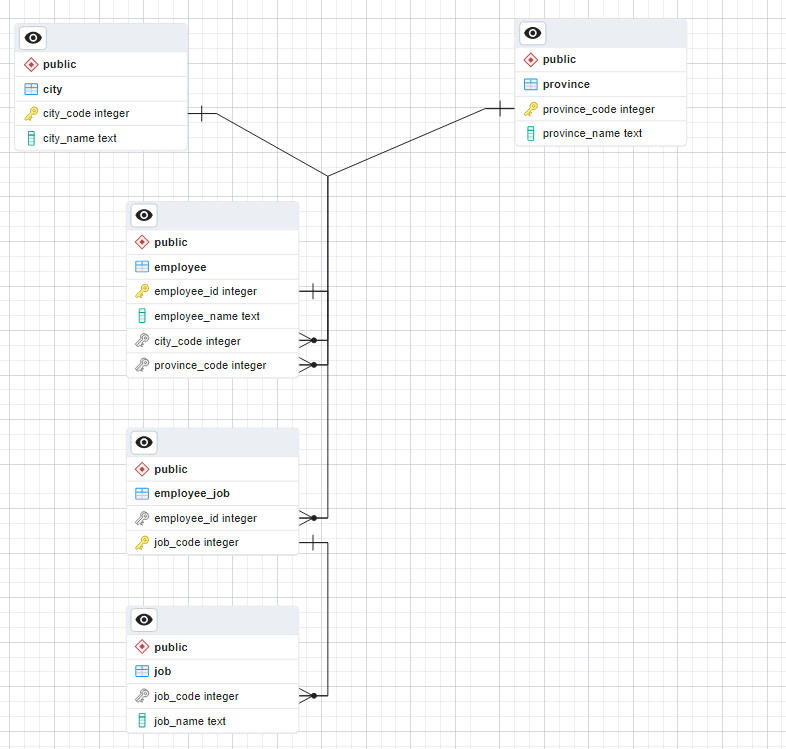 public
city
city_code integer
city_name text
public
province
province_code integer
province_name text
public
employee
employee_id integer
employee_name text
city_code integer
province_code integer
public
employee_job
employee_id integer
job_code integer
public
job
job_code integer
job_name text